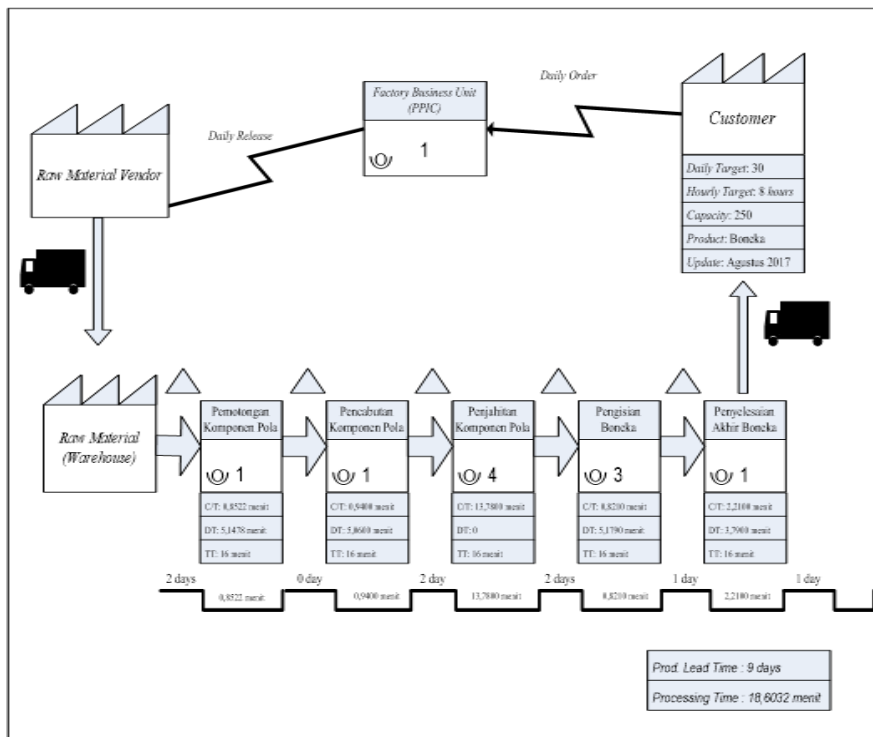 Daily Order
Factory Business Unit
(PPIC)
1
Daily Release
Customer
Raw Material Vendor
Daily Target: 30
Hourly Target: 8 hours
Capacity: 250
Product: Boneka
Update: Agustus 2017
Raw Material
(Warehouse)
Pemotongan
Komponen Pola
1
C/T: 0,8522 menit
DT: 5,1478 menit
TT: 16 menit
Pencabutan
Komponen Pola
1
C/T: 0,9400 menit
DT: 5,0600 menit
TT: 16 menit
Penjahitan
Komponen Pola
4
C/T: 13,7800 menit
DT: 0
TT: 16 menit
Pengisian
Boneka
3
C/T: 0,8210 menit
DT: 5,1790 menit
TT: 16 menit
Penyelesaian
Akhir Boneka
1
C/T: 2,2100 menit
DT: 3,7900 menit
TT: 16 menit
2 days
0 day
2 day
2 days
1 day
1 day
0,8522 menit
0,9400 menit
13,7800 menit
0,8210 menit
2,2100 menit
Prod. Lead Time : 9 days
Processing Time : 18,6032 menit